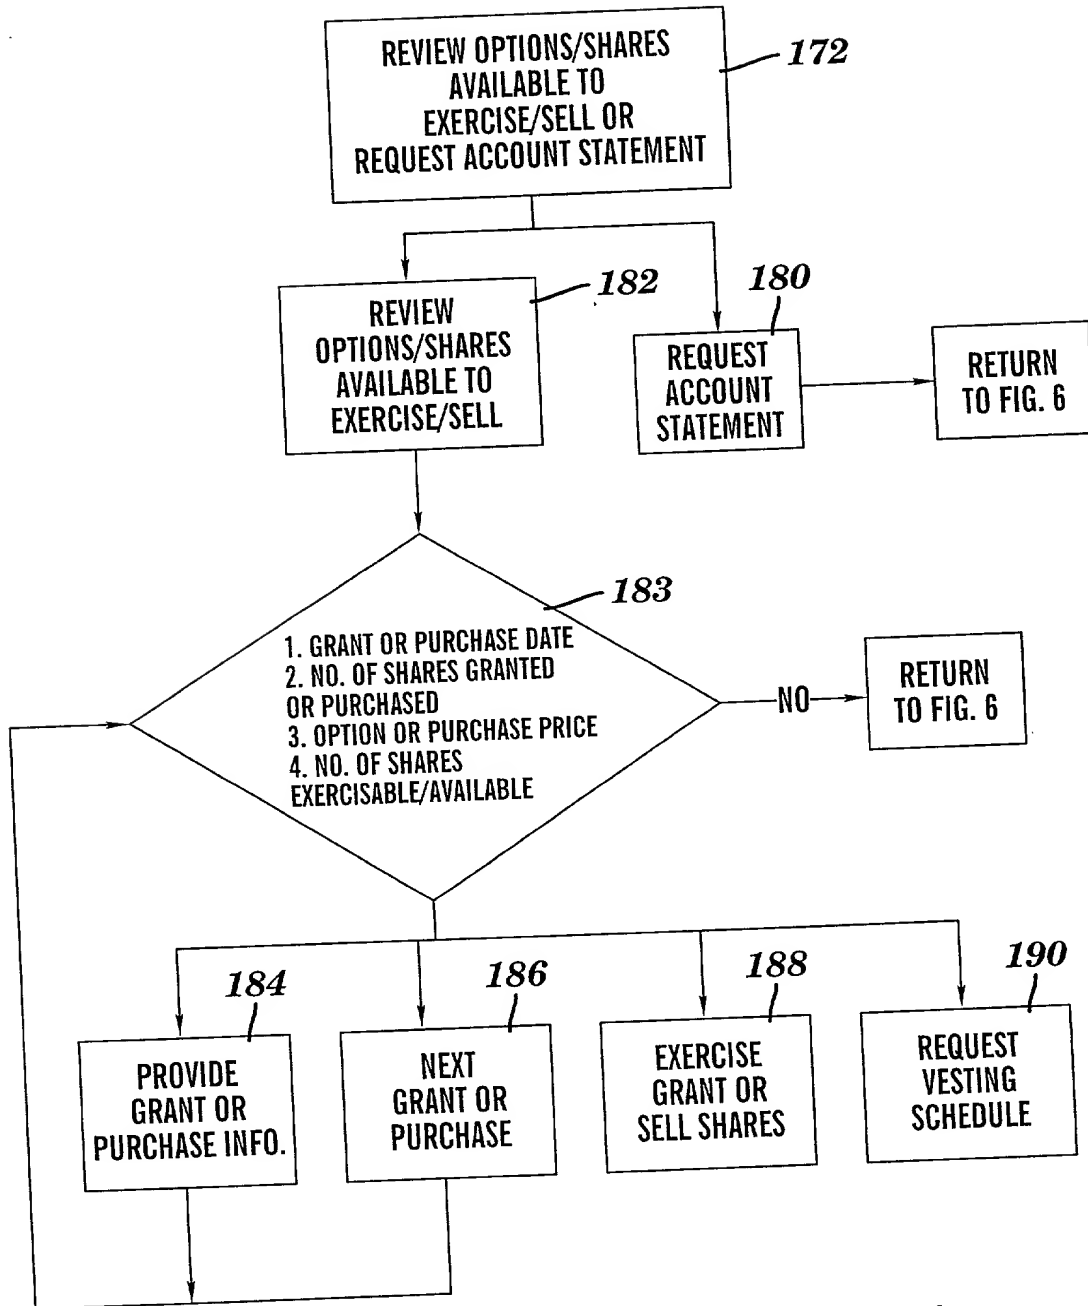 REVIEW OPTIONS/SHARES
AVAILABLE TO
EXERCISE/SELL OR
REQUEST ACCOUNT STATEMENT
172
182
REVIEW
OPTIONS/SHARES
AVAILABLE TO
EXERCISE/SELL
180
REQUEST
ACCOUNT
STATEMENT
RETURN
TO FIG. 6
183
1. GRANT OR PURCHASE DATE
2. NO. OF SHARES GRANTED
OR PURCHASED
3. OPTION OR PURCHASE PRICE
4. NO. OF SHARES
EXERCISABLE/AVAILABLE
NO
RETURN
TO FIG. 6
184
PROVIDE
GRANT OR
PURCHASE INFO.
186
NEXT
GRANT OR
PURCHASE
188
EXERCISE
GRANT OR
SELL SHARES
190
REQUEST
VESTING
SCHEDULE